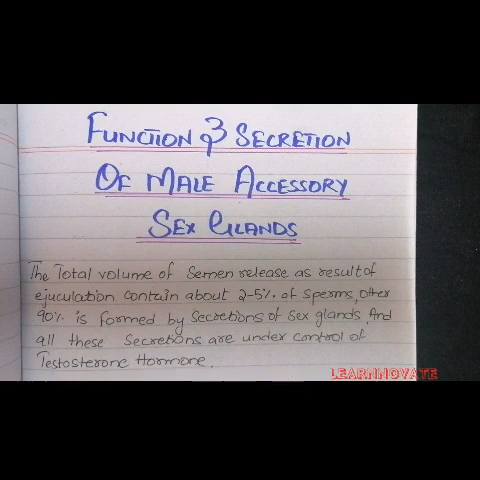 FUNCTION & SECRETION
OF MALE ACCESSORY
SEX GLANDS
The Total volume of Semen release as result of
ejuculation contain about 2-5% of sperms, other
90% is formed by secretions of sex glands. And
all these secretions are under control of
Testosterone Hormone.
LEARNNOVATE